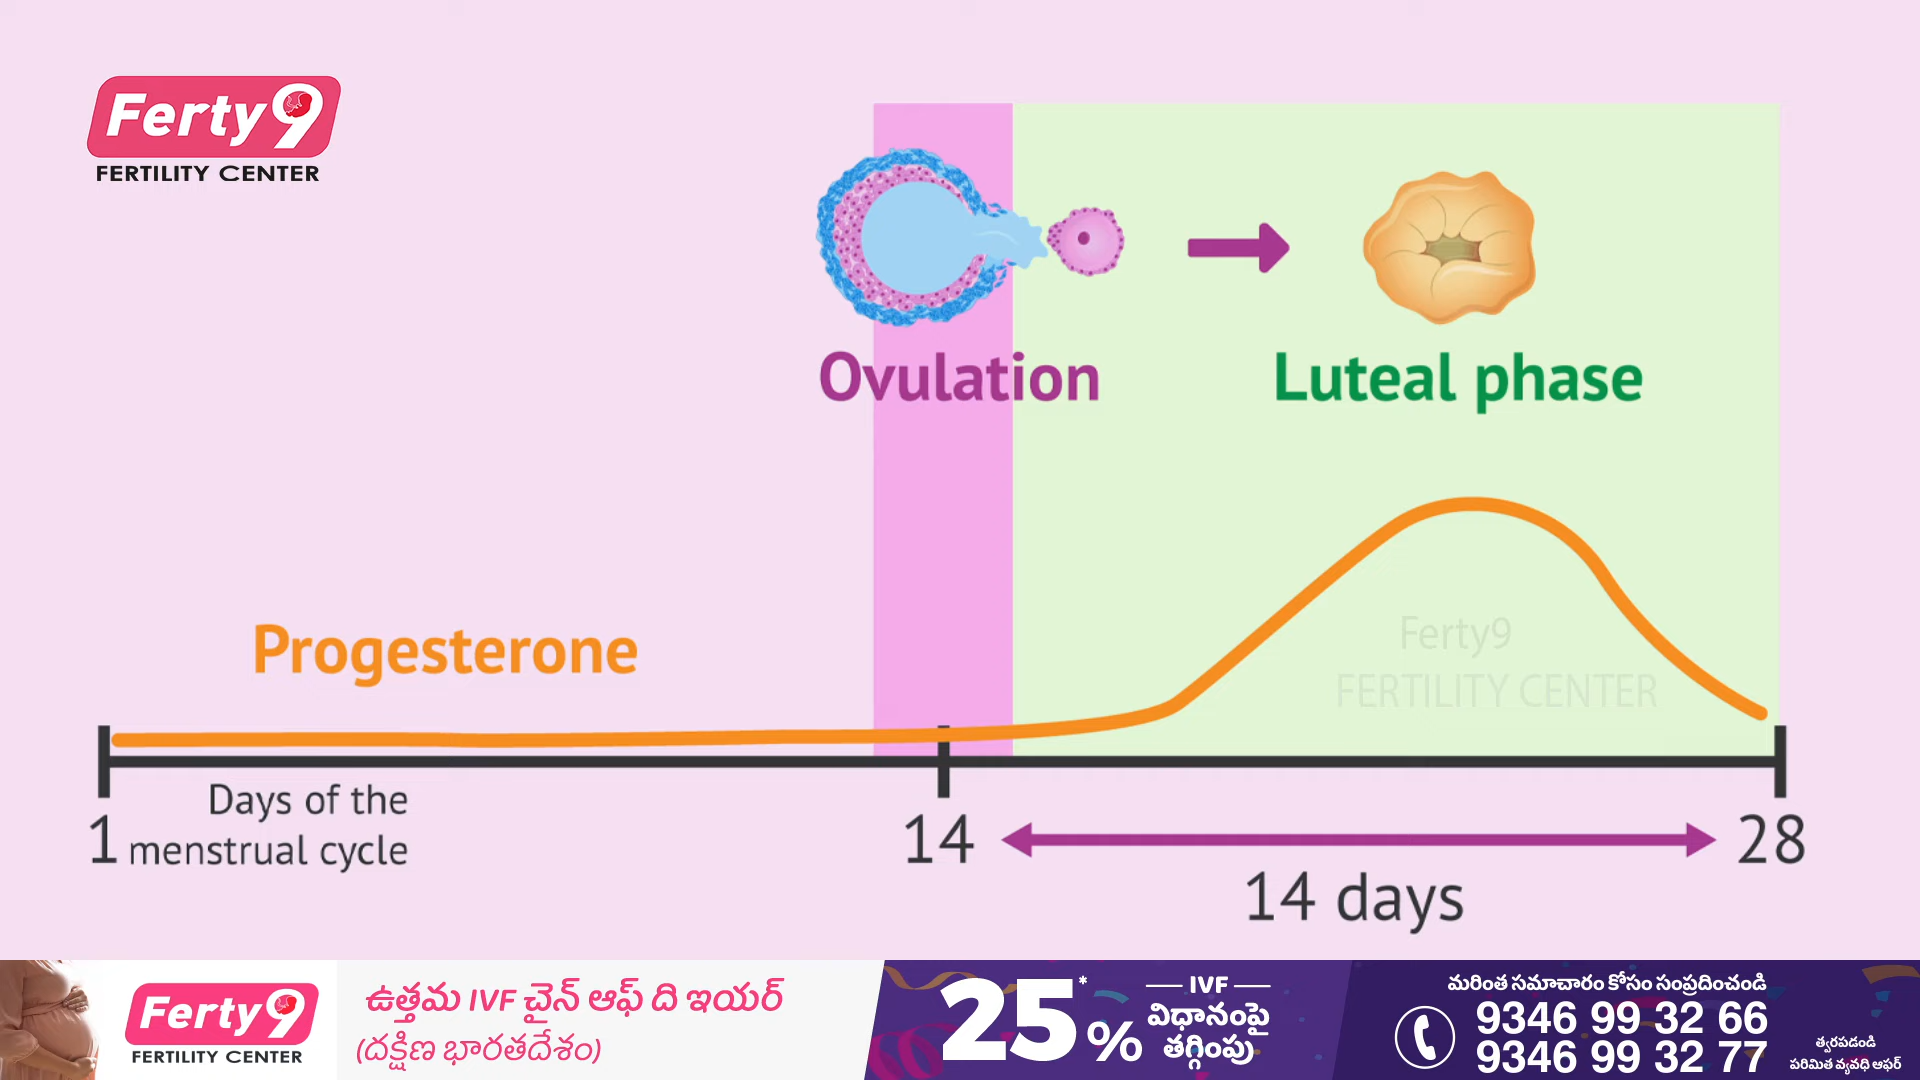 Ferty9
FERTILITY CENTER
Ovulation
Luteal phase
Progesterone
Ferty9
FERTILITY CENTER
Days of the
menstrual cycle
1
14
28
14 days
Ferty9
FERTILITY CENTER
ఉత్తమ IVF చైన్ ఆఫ్ ది ఇయర్
(దక్షిణ భారతదేశం)
25*%
IVF
విధానంపై
తగ్గింపు
మరింత సమాచారం కోసం సంప్రదించండి
9346 99 32 66
9346 99 32 77
త్వరపడండి
పరిమిత వ్యవధి ఆఫర్